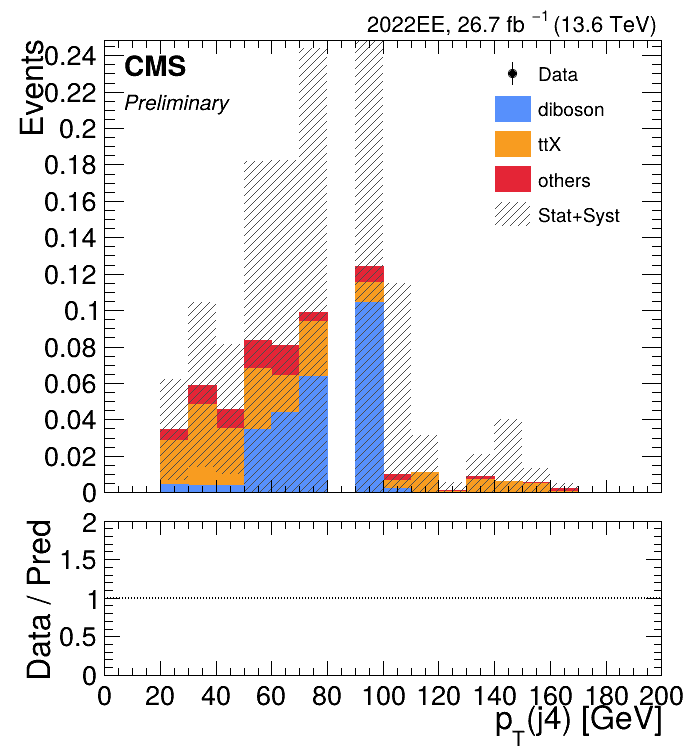 2022EE, 26.7 fb⁻¹ (13.6 TeV)
CMS
Preliminary
Events
Data
diboson
ttX
others
Stat+Syst
0.24
0.22
0.2
0.18
0.16
0.14
0.12
0.1
0.08
0.06
0.04
0.02
0
Data / Pred
2
1.5
1
0.5
0
0 20 40 60 80 100 120 140 160 180 200
p_T(j4) [GeV]